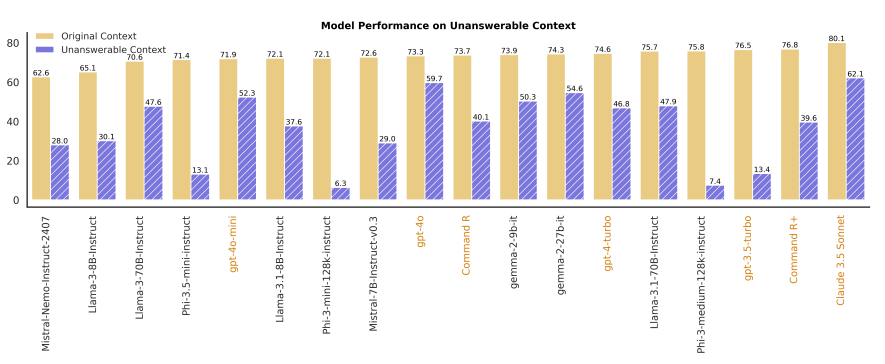 Model Performance on Unanswerable Context
Original Context
Unanswerable Context
80
60
40
20
0
62.6 28.0
65.1 30.1
70.6 47.6
71.4 13.1
71.9 52.3
72.1 37.6
72.1 6.3
72.6 29.0
73.3 59.7
73.7 40.1
73.9 50.3
74.3 54.6
74.6 46.8
75.7 47.9
75.8 7.4
76.5 13.4
76.8 39.6
80.1 62.1
Mistral-Nemo-Instruct-2407
Llama-3-8B-Instruct
Llama-3-70B-Instruct
Phi-3.5-mini-instruct
gpt-4o-mini
Llama-3.1-8B-Instruct
Phi-3-mini-128k-instruct
Mistral-7B-Instruct-v0.3
gpt-4o
Command R
gemma-2-9b-it
gemma-2-27b-it
gpt-4-turbo
Llama-3.1-70B-Instruct
Phi-3-medium-128k-instruct
gpt-3.5-turbo
Command R+
Claude 3.5 Sonnet